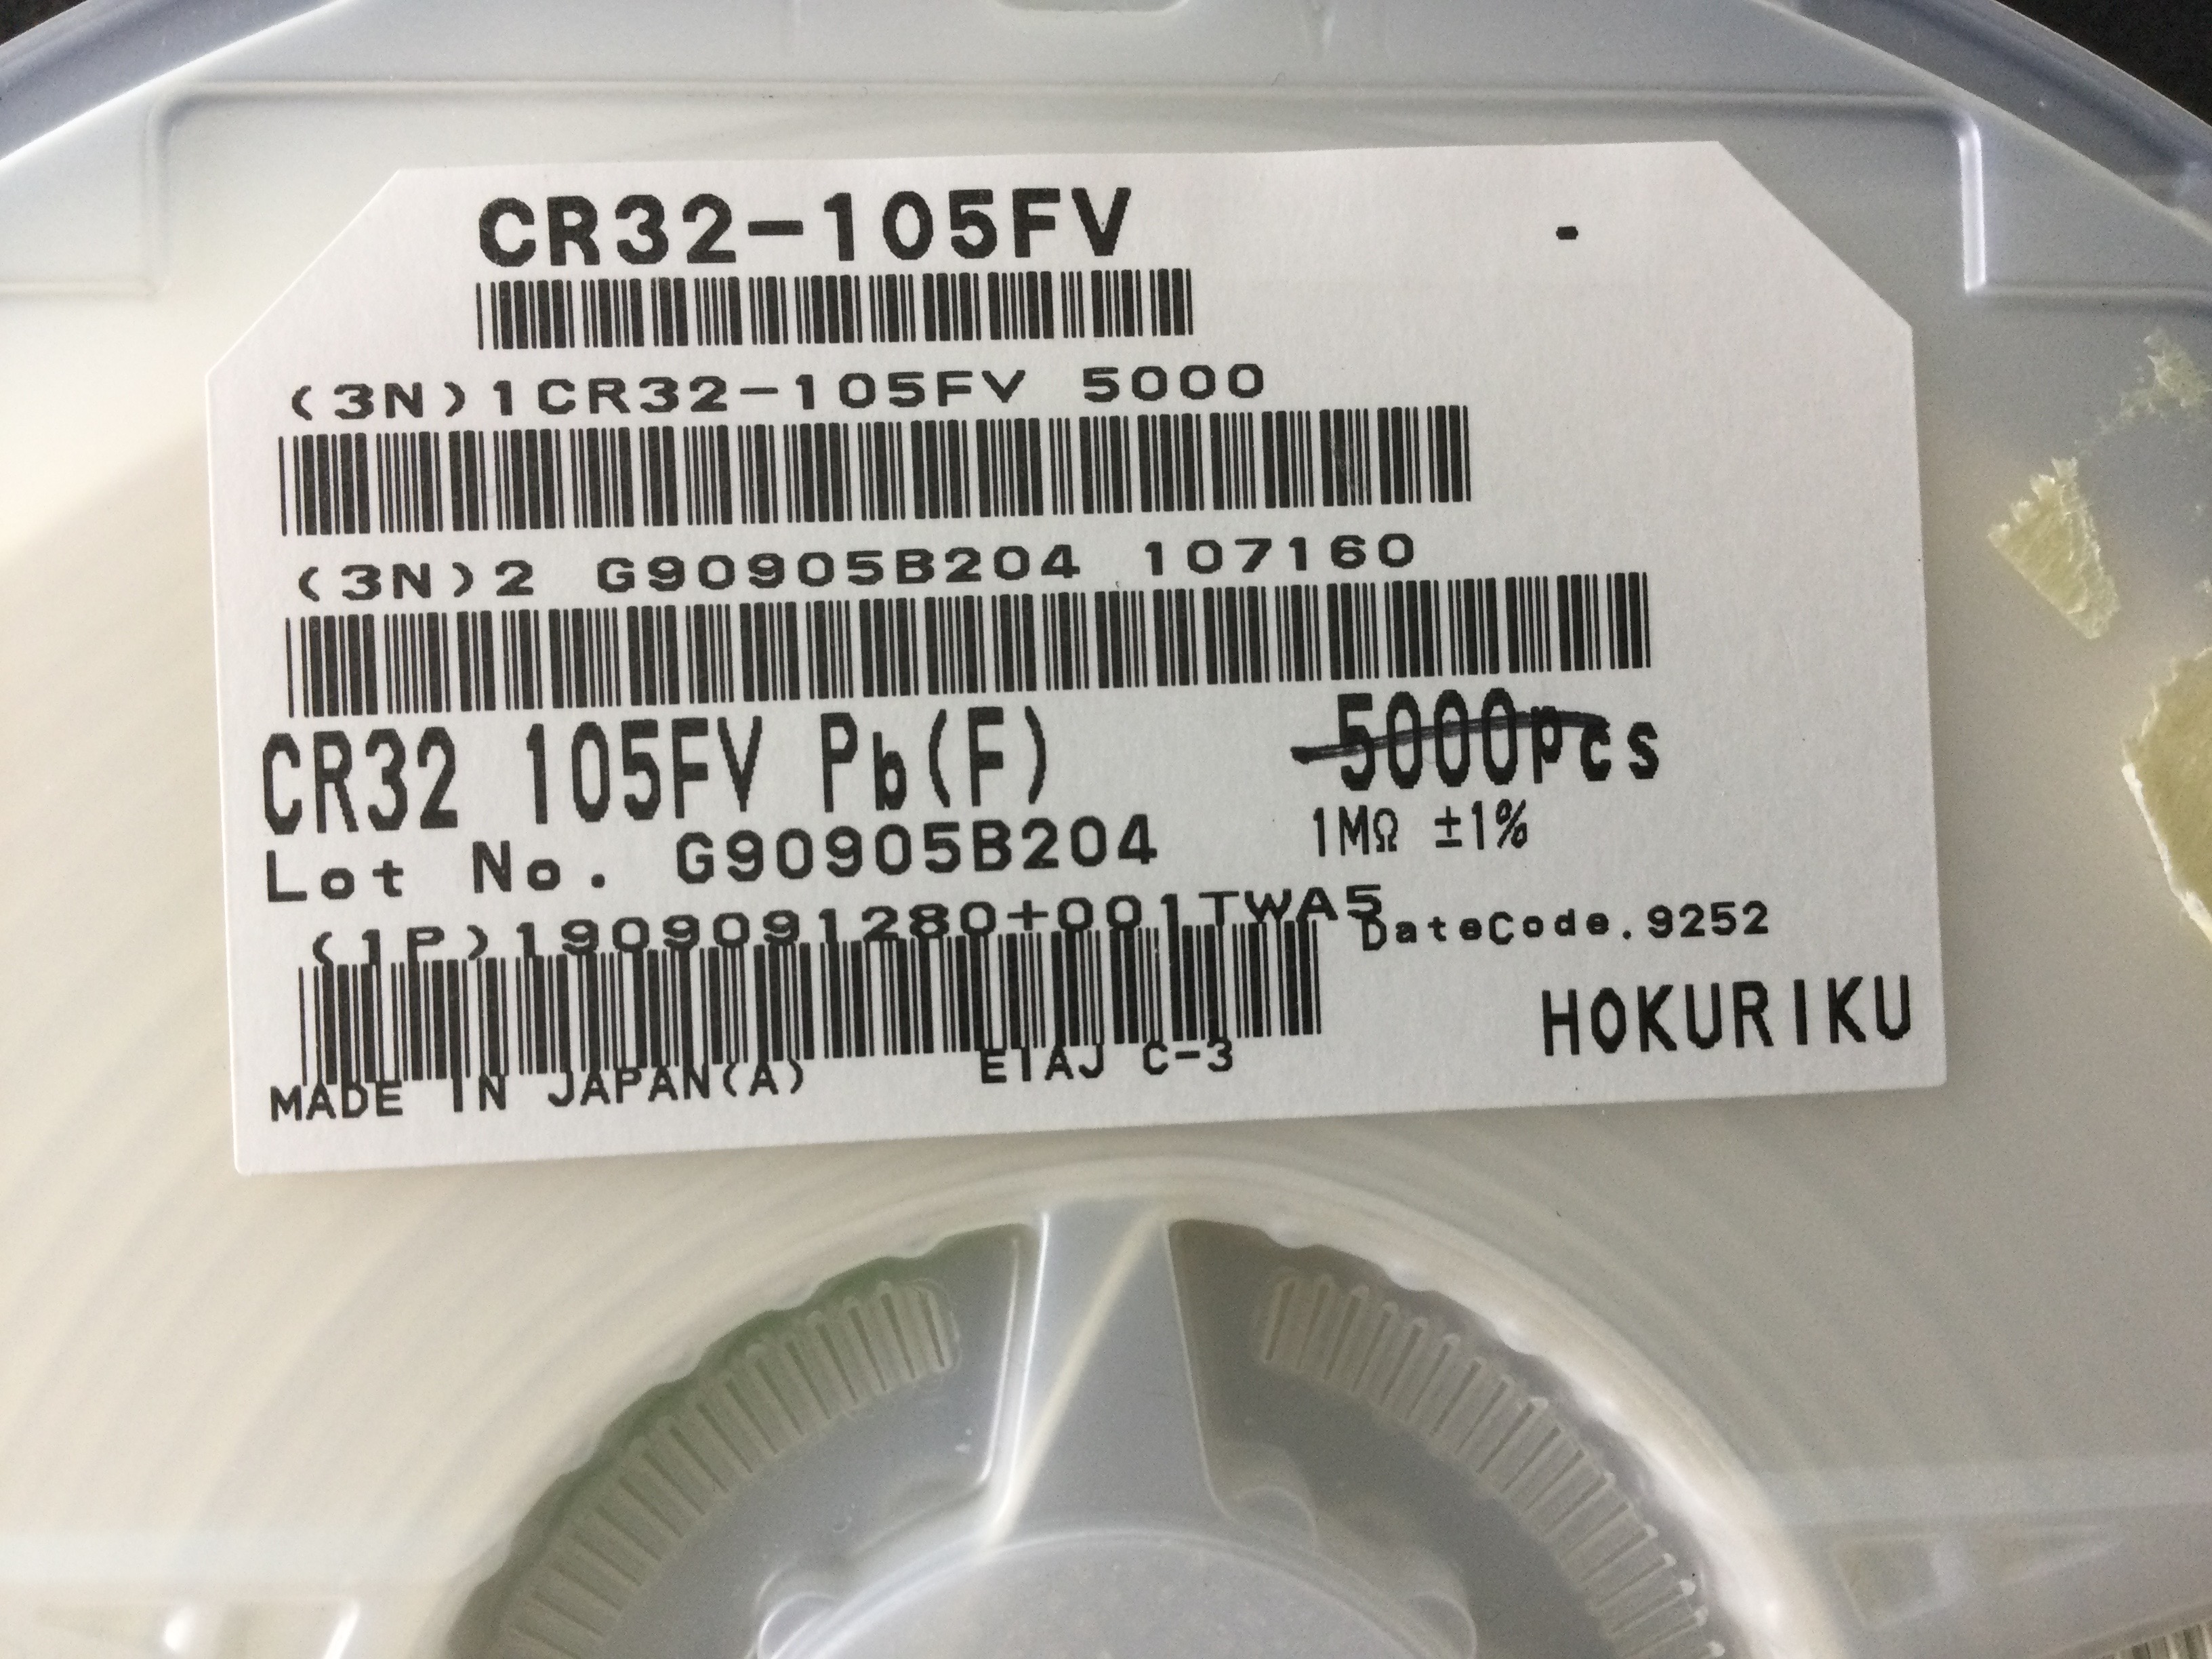 CR32-105FV -
(3N)1CR32-105FV 5000
(3N)2 G90905B204 107160
CR32 105FV Pb(F) 5000pcs
Lot No. G90905B204 1MΩ ±1%
(1P)1909091280+001TWA5 DateCode.9252
HOKURIKU
MADE IN JAPAN(A) EIAJ C-3